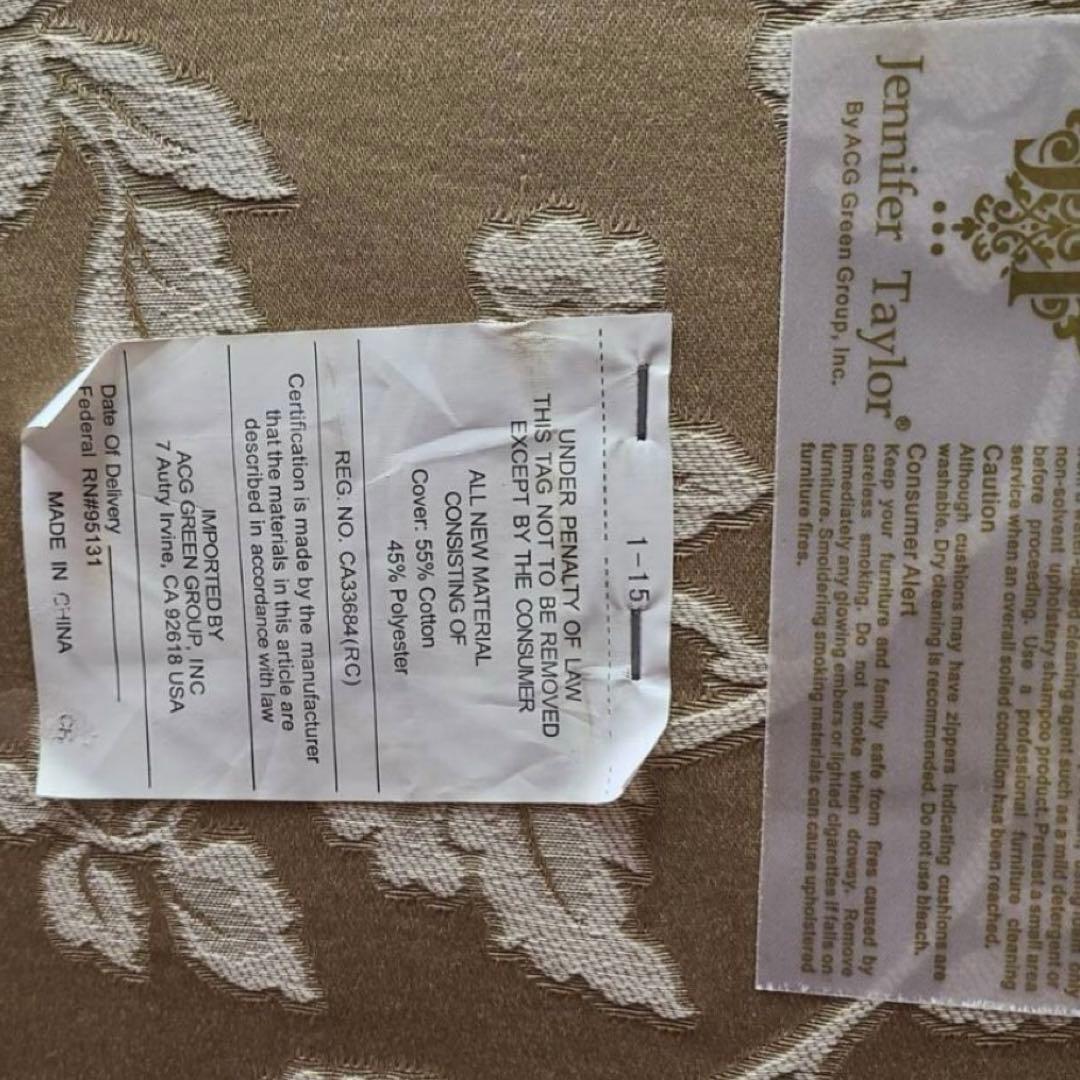 Jennifer Taylor®
By ACG Green Group, Inc.
cleaning agent such as a mild detergent or
non-solvent upholstery shampoo product. Pretest a small area
before proceeding. Use a professional furniture cleaning
service when an overall soiled condition has been reached.
Caution
Although cushions may have zippers indicating cushions are
washable. Dry cleaning is recommended. Do not use bleach.
Consumer Alert
Keep your furniture and family safe from fires caused by
careless smoking. Do not smoke when drowsy. Remove
immediately any glowing embers or lighted cigarettes if falls on
furniture. Smoldering smoking materials can cause upholstered
furniture fires.
1-15
UNDER PENALTY OF LAW
THIS TAG NOT TO BE REMOVED
EXCEPT BY THE CONSUMER
ALL NEW MATERIAL
CONSISTING OF
Cover: 55% Cotton
45% Polyester
REG. NO. CA33684(RC)
Certification is made by the manufacturer
that the materials in this article are
described in accordance with law
IMPORTED BY
ACG GREEN GROUP, INC
7 Autry Irvine, CA 92618 USA
Date Of Delivery
Federal RN#95131
MADE IN CHINA